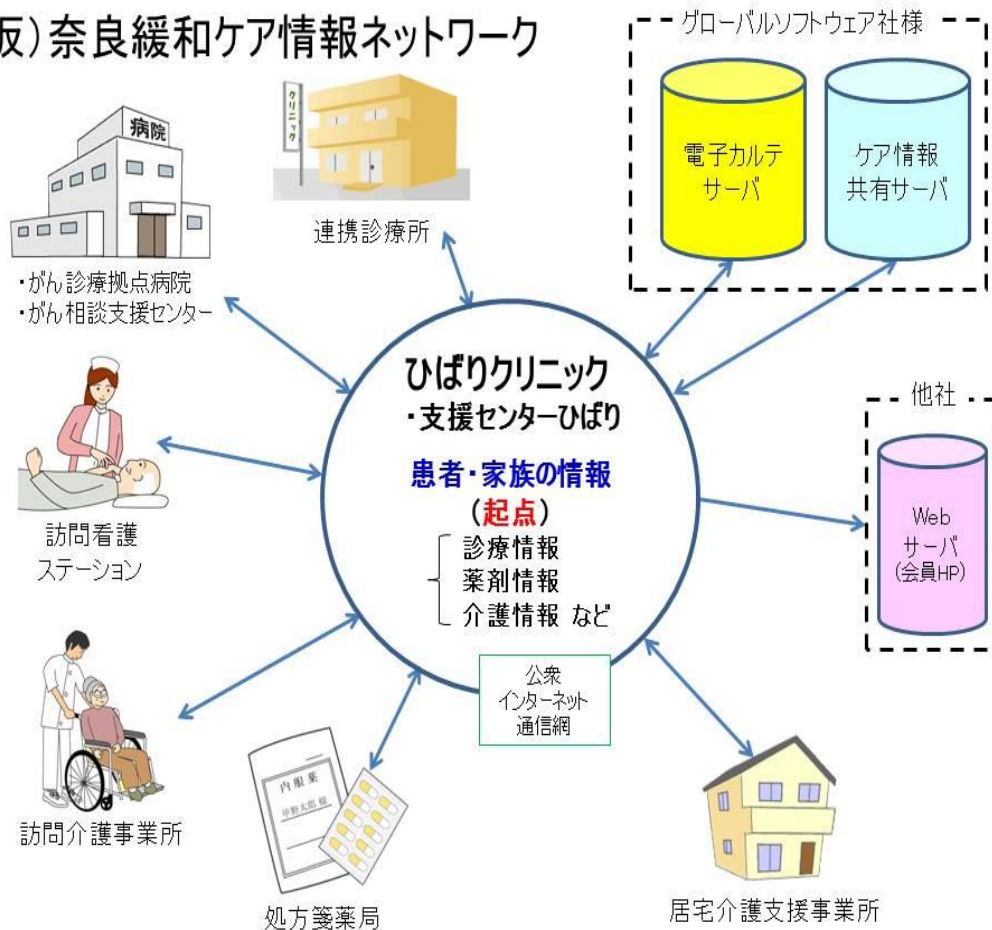 仮）奈良緩和ケア情報ネットワーク
グローバルソフトウェア社様
電子カルテ
サーバ
ケア情報
共有サーバ
病院
・がん診療拠点病院
・がん相談支援センター
クリニック
連携診療所
他社
Web
サーバ
(会員HP)
ひばりクリニック
・支援センターひばり
患者・家族の情報
（起点）
診療情報
薬剤情報
介護情報 など
公衆
インターネット
通信網
訪問看護
ステーション
訪問介護事業所
内服薬
甲野太郎 様
処方箋薬局
居宅介護支援事業所